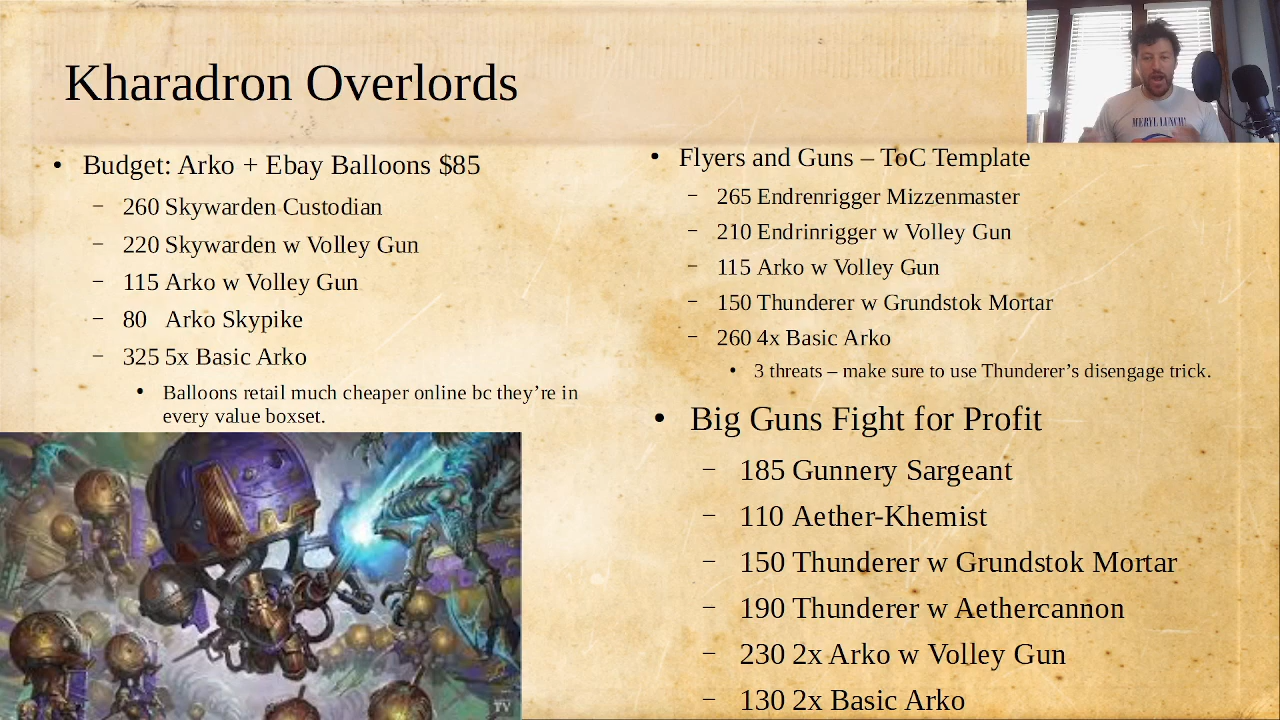 Kharadron Overlords
• Budget: Arko + Ebay Balloons $85
– 260 Skywarden Custodian
– 220 Skywarden w Volley Gun
– 115 Arko w Volley Gun
– 80 Arko Skypike
– 325 5x Basic Arko
• Balloons retail much cheaper online bc they're in
every value boxset.
• Flyers and Guns – ToC Template
– 265 Endrenrigger Mizzenmaster
– 210 Endrinrigger w Volley Gun
– 115 Arko w Volley Gun
– 150 Thunderer w Grundstok Mortar
– 260 4x Basic Arko
• 3 threats – make sure to use Thunderer's disengage trick.
• Big Guns Fight for Profit
– 185 Gunnery Sargeant
– 110 Aether-Khemist
– 150 Thunderer w Grundstok Mortar
– 190 Thunderer w Aethercannon
– 230 2x Arko w Volley Gun
– 130 2x Basic Arko
MERYL LUNCH!
TV